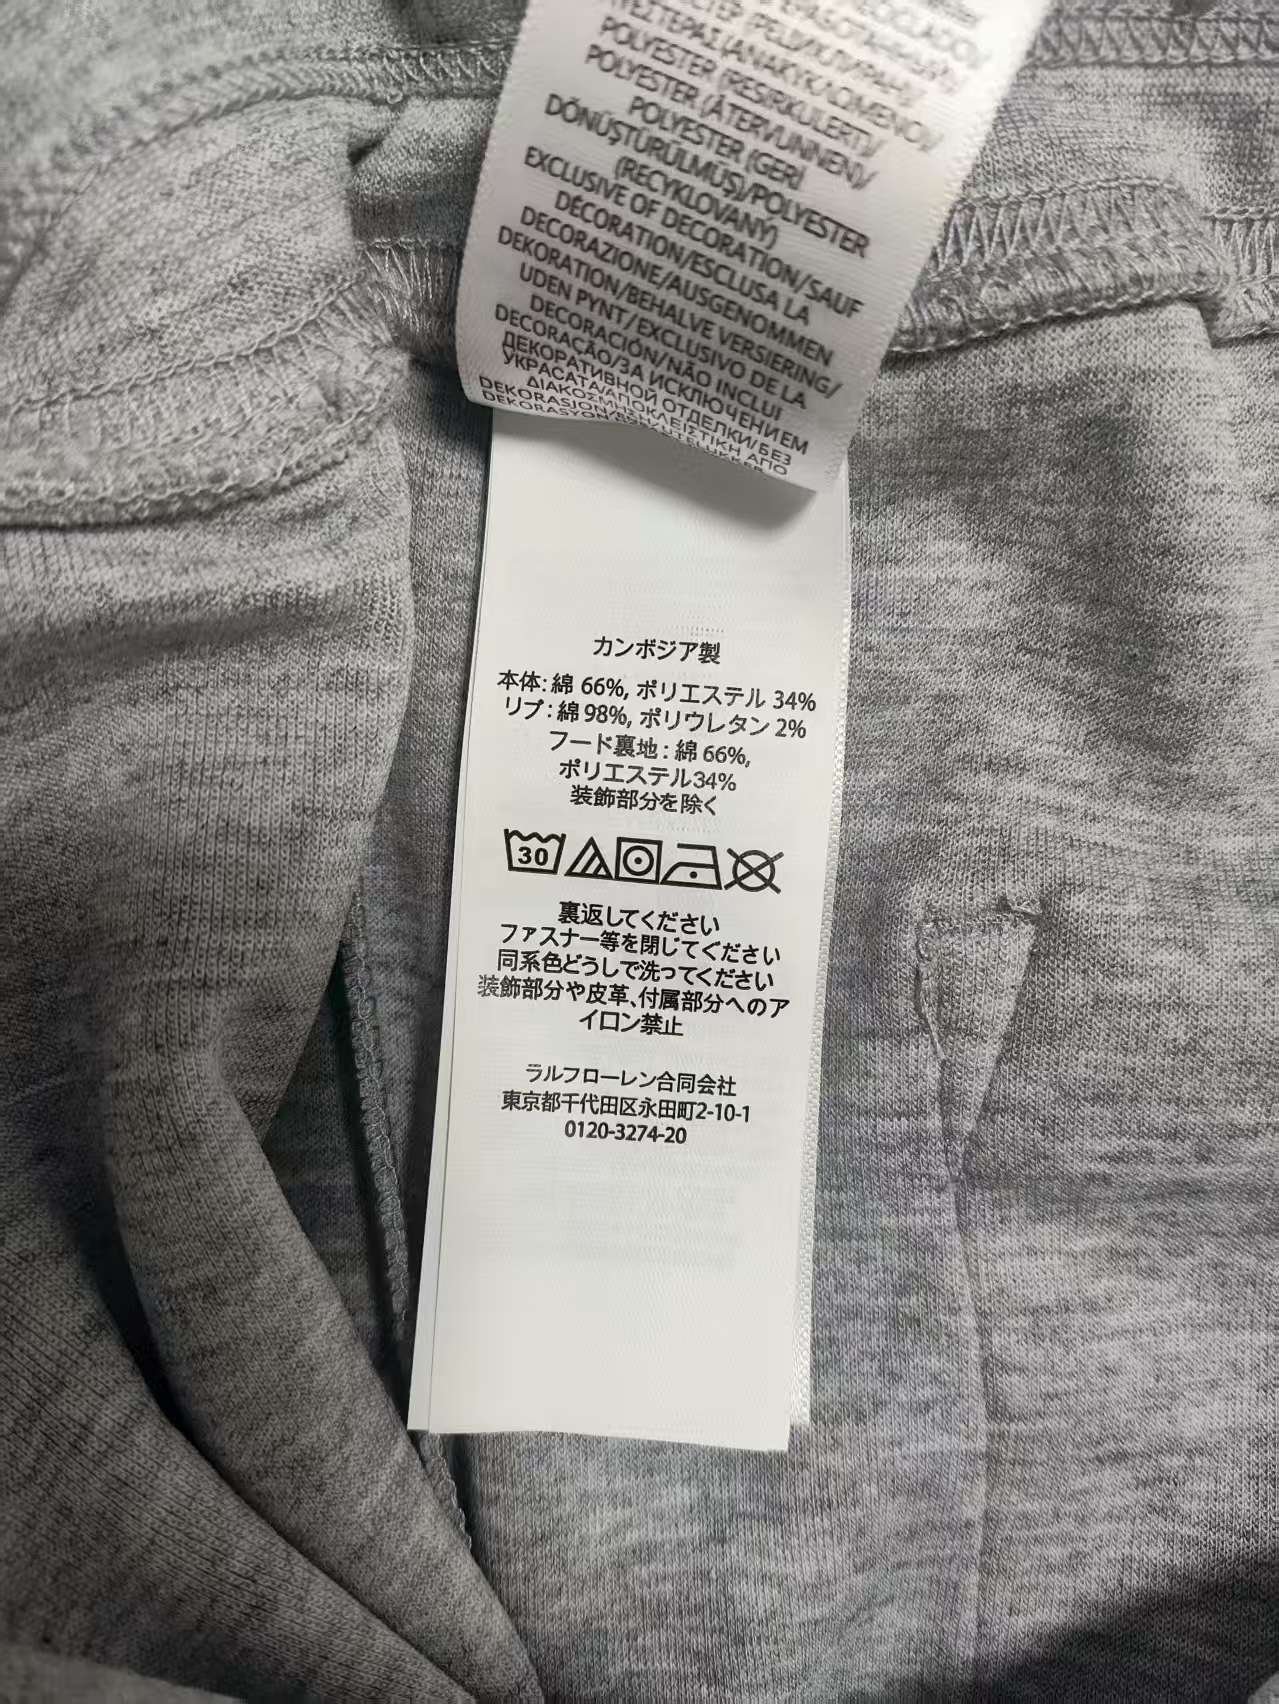 POLYESTER (PESIRKULERT)/
POLYESTER (ÅTERVUNNEN)/
POLYESTER (GERİ
DÖNÜŞTÜRÜLMÜŞ)/POLYESTER
(RECYKLOVANÝ)
EXCLUSIVE OF DECORATION/SAUF
DÉCORATION/ESCLUSA LA
DECORAZIONE/AUSGENOMMEN
DEKORATION/BEHALVE VERSIERING/
UDEN PYNT/EXCLUSIVO DE LA
DECORACIÓN/NÃO INCLUI
DECORAÇÃO/ЗА ИСКЛЮЧЕНИЕМ
ДЕКОРАТИВНОЙ ОТДЕЛКИ/БЕЗ
УКРАСАТА/ΑΠΟΚΛΕΙΣΤΙΚΗ ΑΠΟ
ΔΙΑΚΟΣΜΗΣΗ
DEKORASJON
DEKORASYON
カンボジア製
本体: 綿 66%, ポリエステル 34%
リブ : 綿 98%, ポリウレタン 2%
フード裏地 : 綿 66%,
ポリエステル34%
装飾部分を除く
30
裏返してください
ファスナー等を閉じてください
同系色どうしで洗ってください
装飾部分や皮革、付属部分へのア
イロン禁止
ラルフローレン合同会社
東京都千代田区永田町2-10-1
0120-3274-20